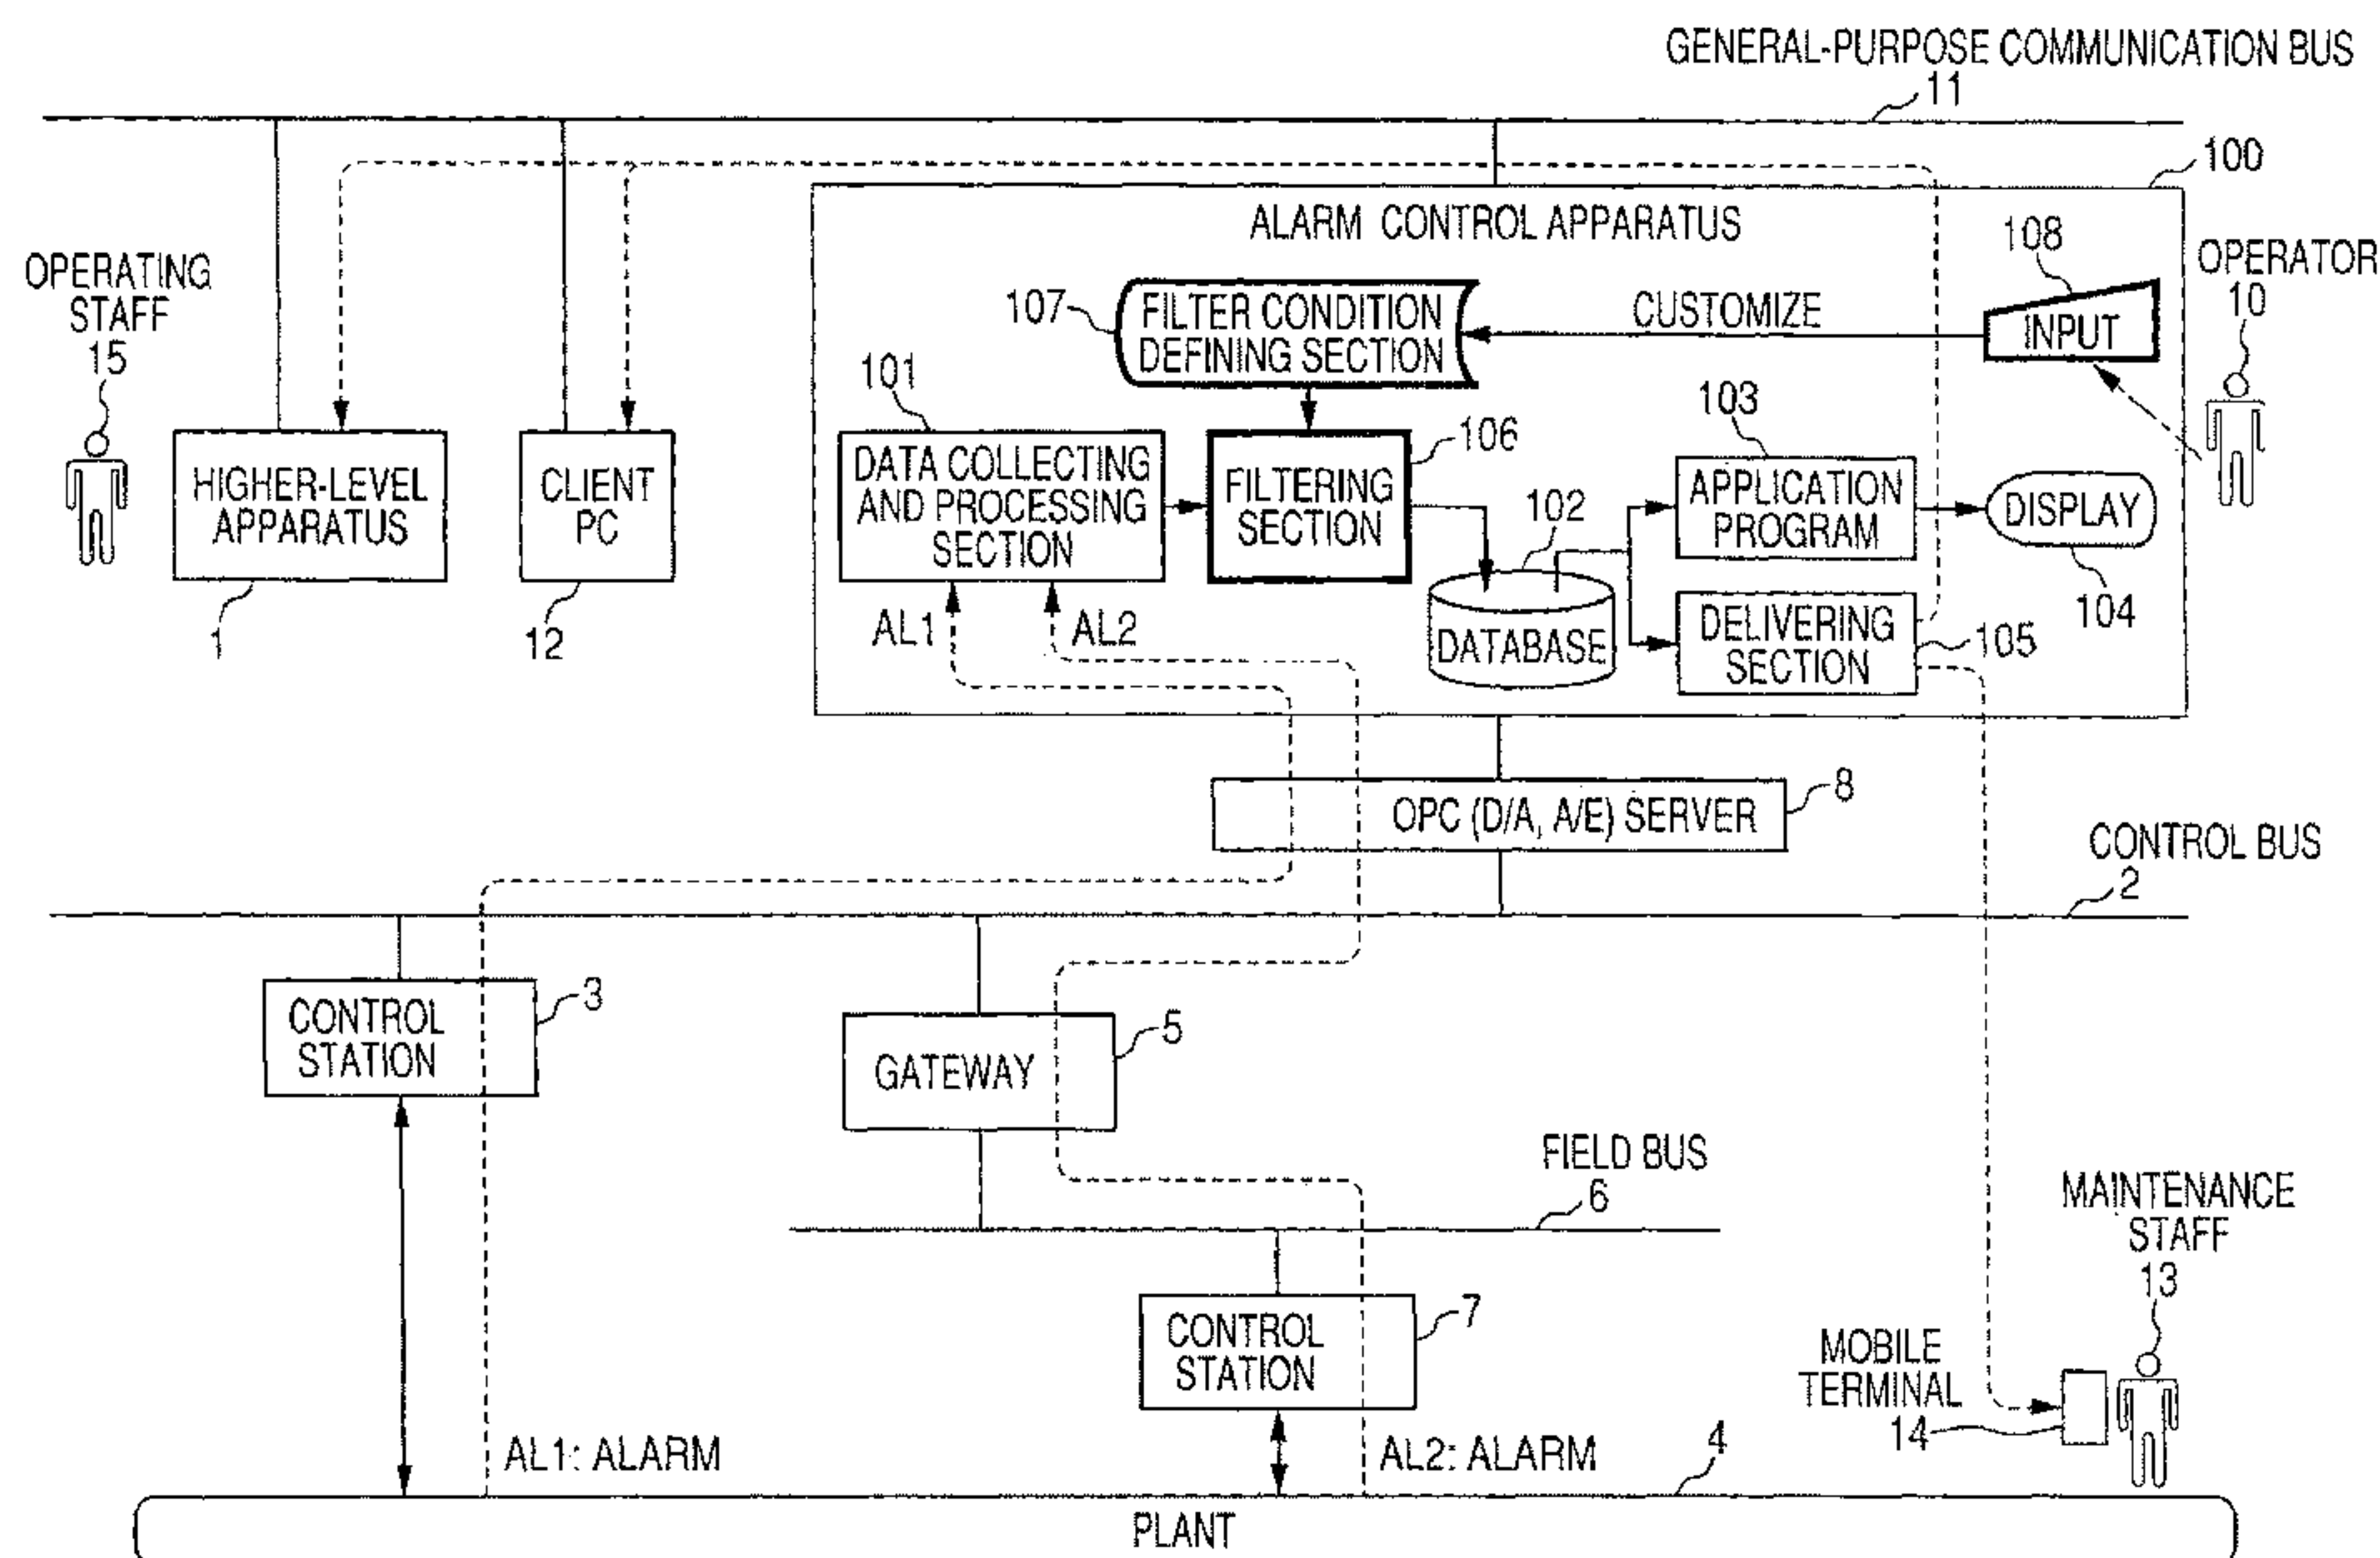 GENERAL-PURPOSE COMMUNICATION BUS
11
100
ALARM CONTROL APPARATUS
108
OPERATOR
10
OPERATING
STAFF
15
107
FILTER CONDITION
DEFINING SECTION
CUSTOMIZE
INPUT
101
103
106
HIGHER-LEVEL
APPARATUS
CLIENT
PC
DATA COLLECTING
AND PROCESSING
SECTION
FILTERING
SECTION
102
APPLICATION
PROGRAM
DISPLAY
1
12
AL1
AL2
DATABASE
DELIVERING
SECTION
105
104
OPC (D/A, A/E) SERVER
8
CONTROL BUS
2
CONTROL
STATION
3
GATEWAY
5
FIELD BUS
6
MAINTENANCE
STAFF
13
CONTROL
STATION
7
MOBILE
TERMINAL
14
AL1: ALARM
AL2: ALARM
4
PLANT